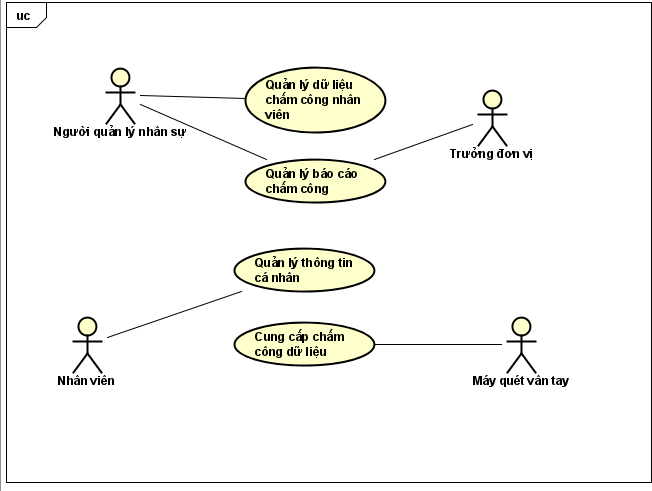 uc
Quản lý dữ liệu
chấm công nhân
viên
Người quản lý nhân sự
Trưởng đơn vị
Quản lý báo cáo
chấm công
Quản lý thông tin
cá nhân
Cung cấp chấm
công dữ liệu
Nhân viên
Máy quét vân tay